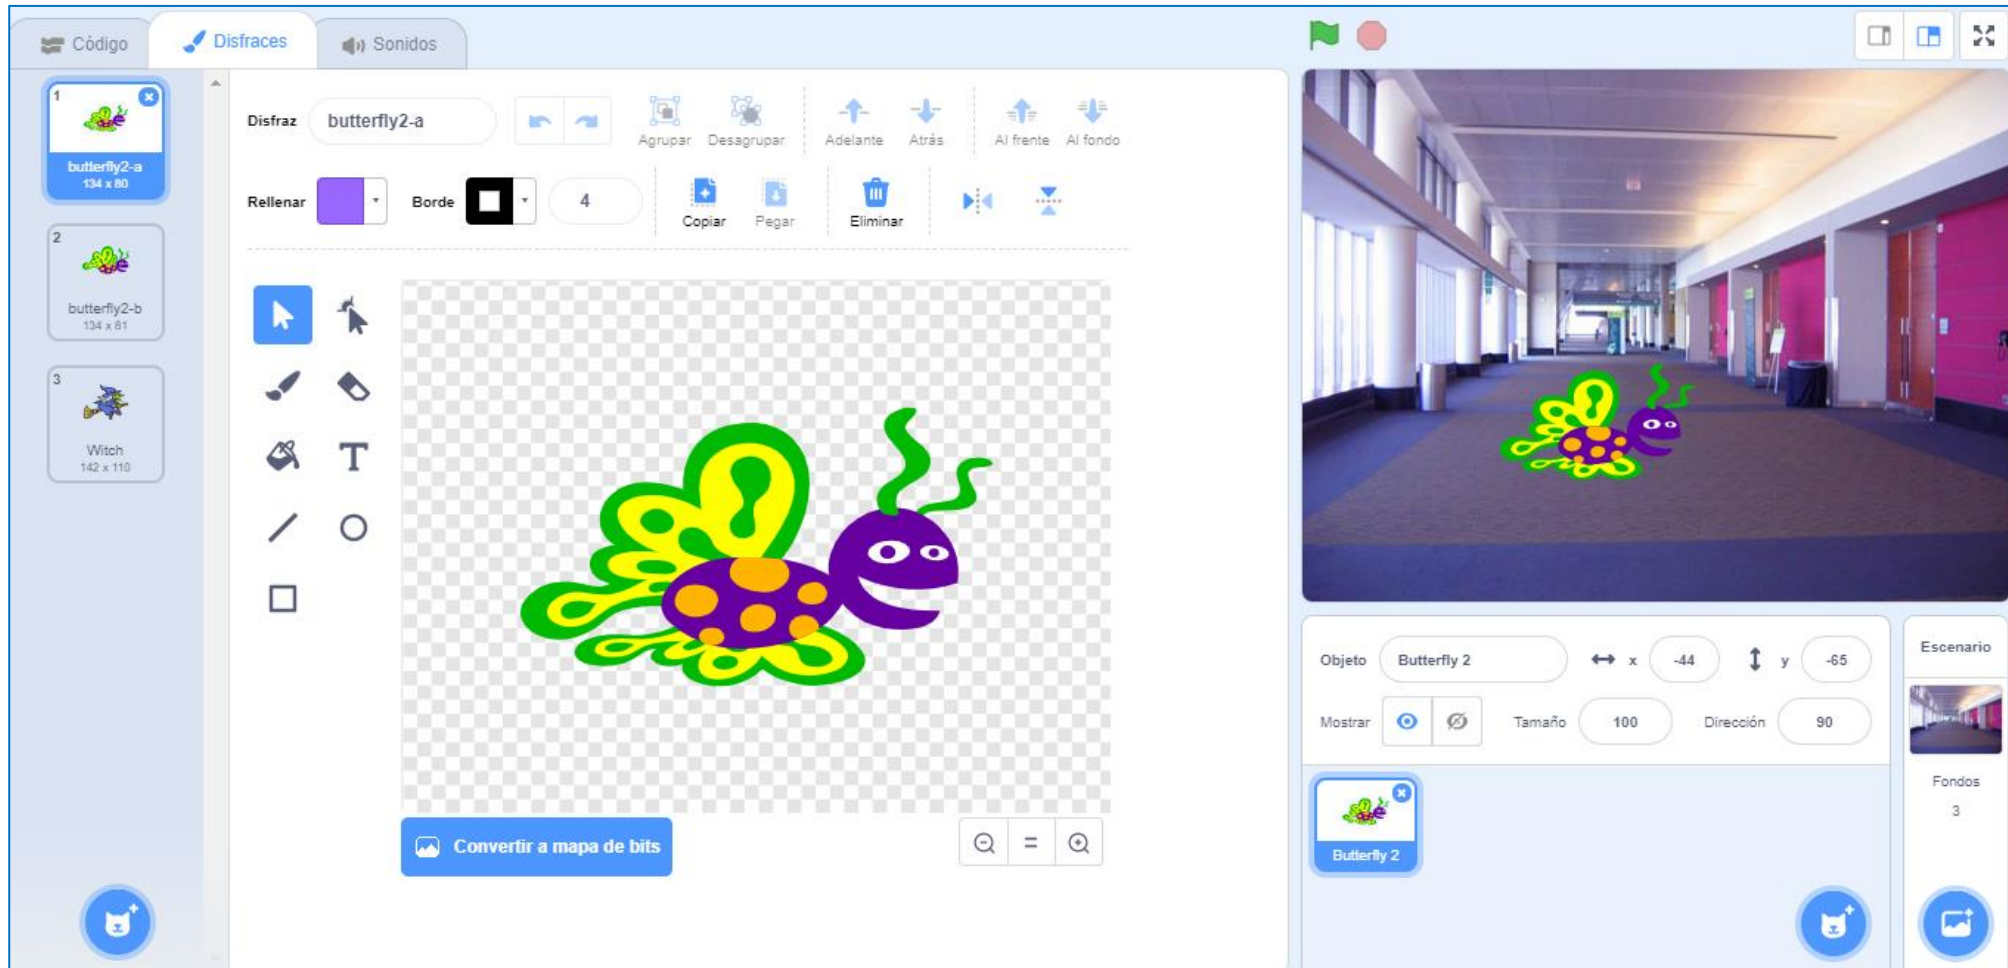 Código
Disfraces
Sonidos
1
butterfly2-a
134 x 80
2
butterfly2-b
134 x 81
3
Witch
142 x 110
Disfraz butterfly2-a
Agrupar Desagrupar Adelante Atrás Al frente Al fondo
Rellenar Borde 4 Copiar Pegar Eliminar
T
Convertir a mapa de bits
=
Objeto Butterfly 2 x -44 y -65
Mostrar Tamaño 100 Dirección 90
Butterfly 2
Escenario
Fondos
3